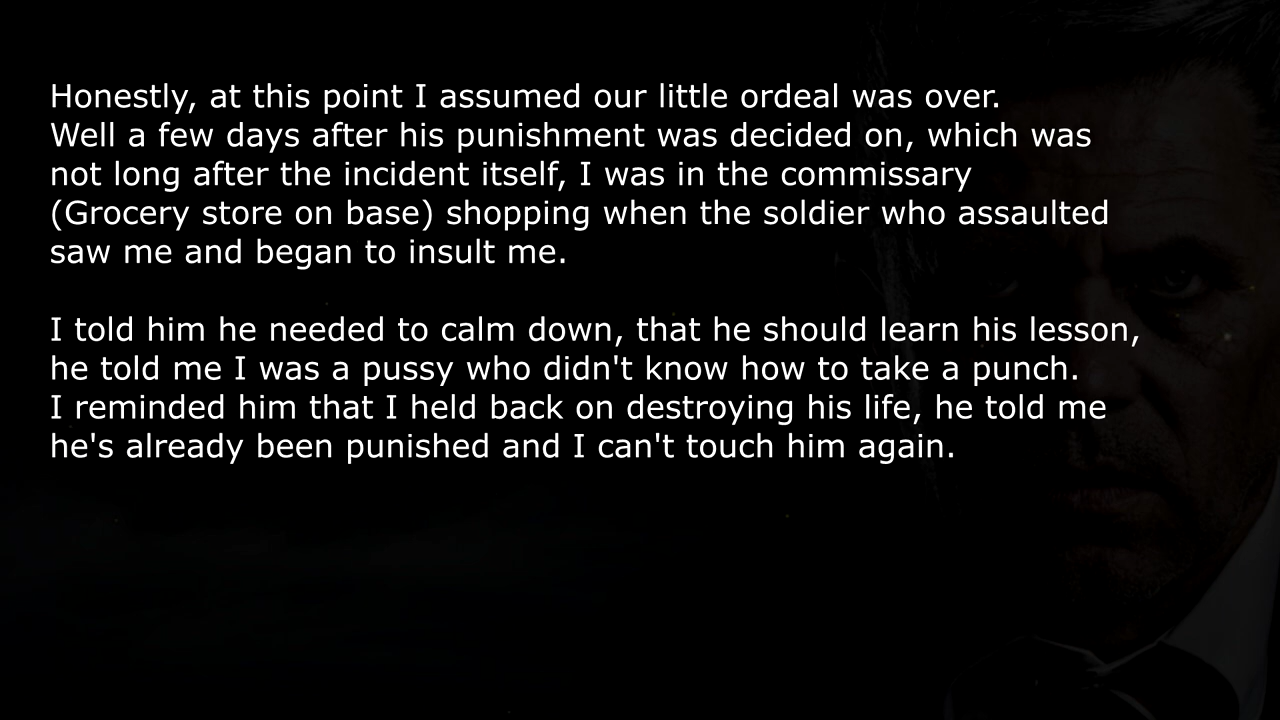 Honestly, at this point I assumed our little ordeal was over.
Well a few days after his punishment was decided on, which was
not long after the incident itself, I was in the commissary
(Grocery store on base) shopping when the soldier who assaulted
saw me and began to insult me.
I told him he needed to calm down, that he should learn his lesson,
he told me I was a pussy who didn't know how to take a punch.
I reminded him that I held back on destroying his life, he told me
he's already been punished and I can't touch him again.